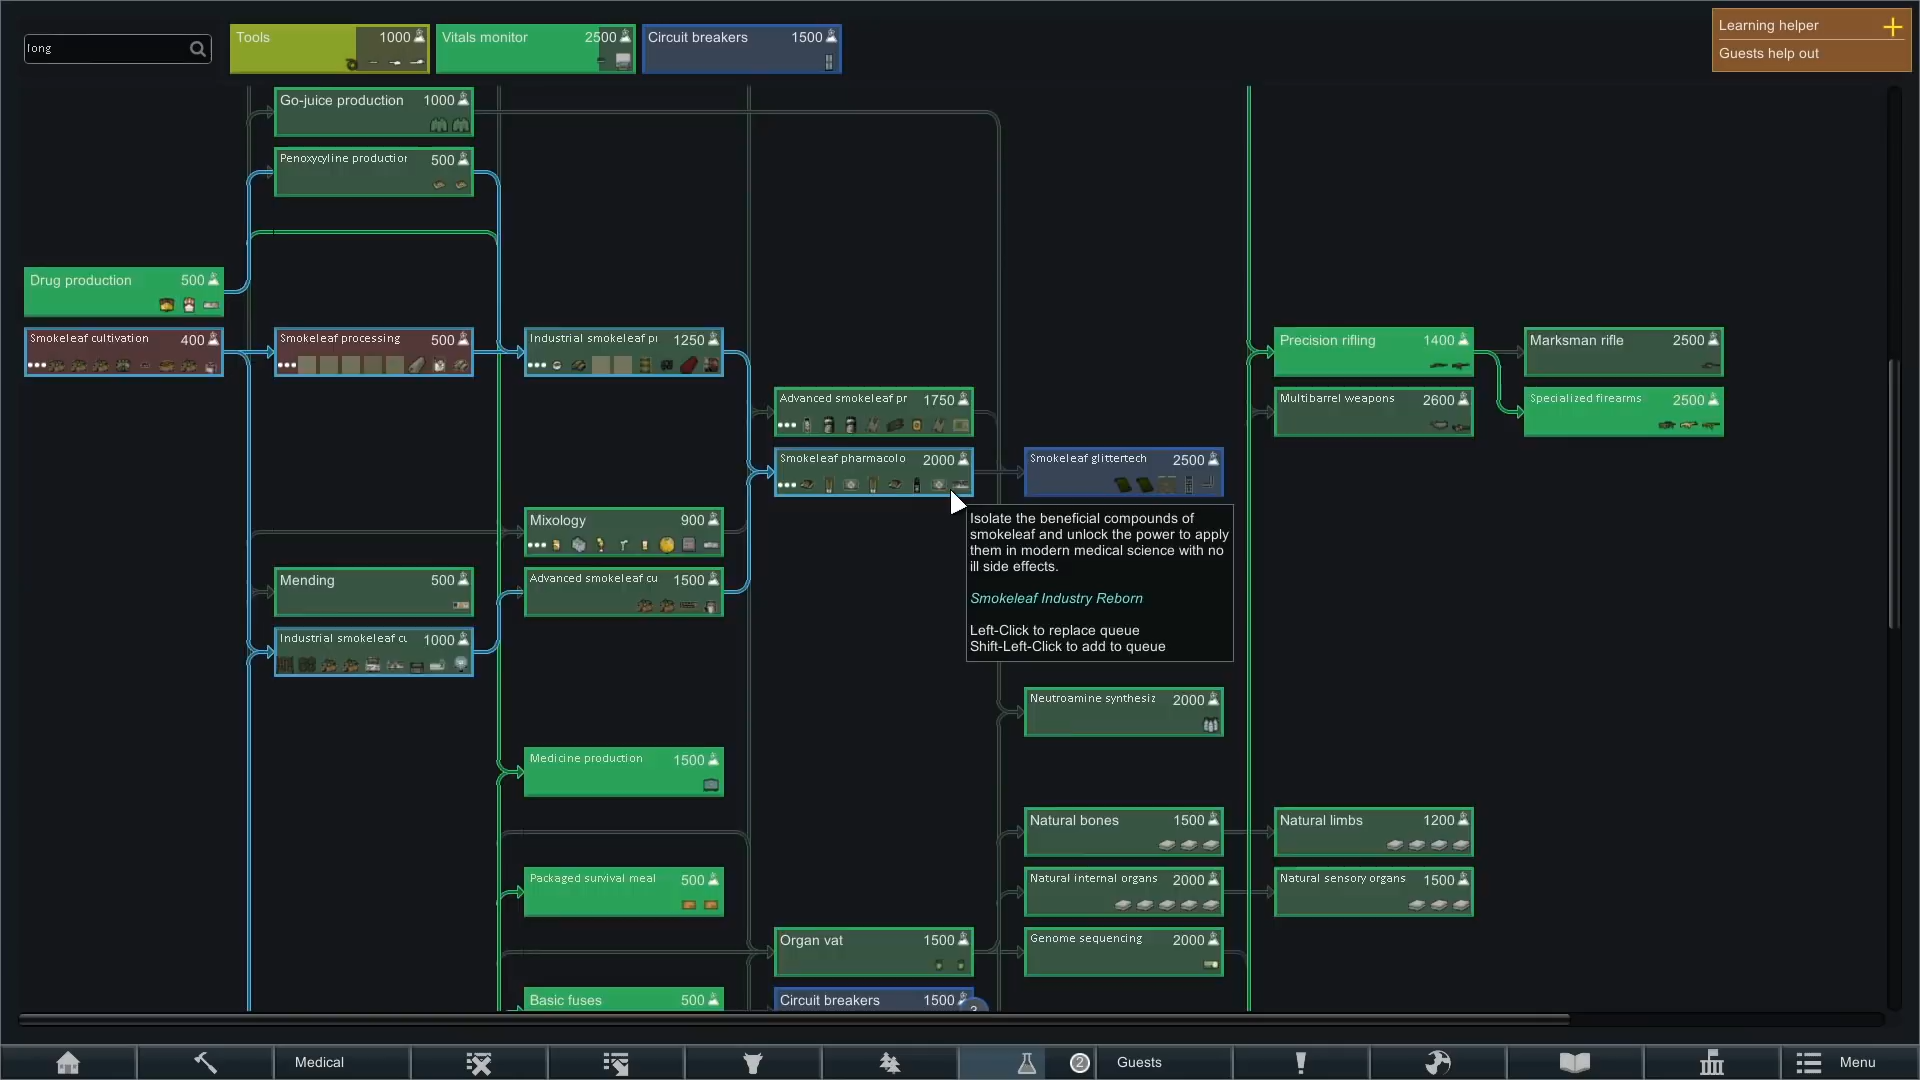 long
Tools 1000
Vitals monitor 2500
Circuit breakers 1500
Learning helper
Guests help out
Go-juice production 1000
Penoxycyline production 500
Drug production 500
Smokeleaf cultivation 400
Smokeleaf processing 500
Industrial smokeleaf pr 1250
Precision rifling 1400
Marksman rifle 2500
Advanced smokeleaf pr 1750
Multibarrel weapons 2600
Specialized firearms 2500
Smokeleaf pharmacolo 2000
Smokeleaf glittertech 2500
Isolate the beneficial compounds of
smokeleaf and unlock the power to apply
them in modern medical science with no
ill side effects.
Smokeleaf Industry Reborn
Left-Click to replace queue
Shift-Left-Click to add to queue
Mixology 900
Mending 500
Advanced smokeleaf cu 1500
Industrial smokeleaf cu 1000
Neutroamine synthesiz 2000
Medicine production 1500
Natural bones 1500
Natural limbs 1200
Packaged survival meal 500
Natural internal organs 2000
Natural sensory organs 1500
Organ vat 1500
Genome sequencing 2000
Basic fuses 500
Circuit breakers 1500
Medical
2
Guests
Menu